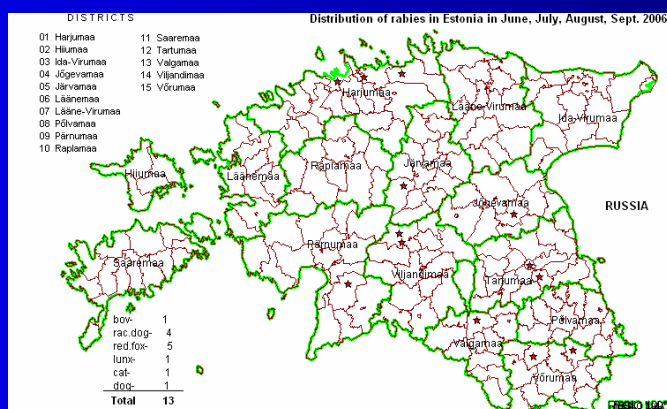 DISTRICTS
Distribution of rabies in Estonia in June, July, August, Sept. 2006
01 Harjumaa
02 Hiiumaa
03 Ida-Virumaa
04 Jõgevamaa
05 Järvamaa
06 Läänemaa
07 Lääne-Virumaa
08 Põlvamaa
09 Pärnumaa
10 Raplamaa
11 Saaremaa
12 Tartumaa
13 Valgamaa
14 Viljandimaa
15 Võrumaa
Harjumaa
Lääne-Virumaa
Ida-Virumaa
Hiiumaa
Läänemaa
Raplamaa
Järvamaa
Jõgevamaa
RUSSIA
Pärnumaa
Saaremaa
Viljandimaa
Tartumaa
Põlvamaa
Valgamaa
Võrumaa
bov- 1
rac.dog- 4
red.fox- 5
lunx- 1
cat- 1
dog- 1
Total 13